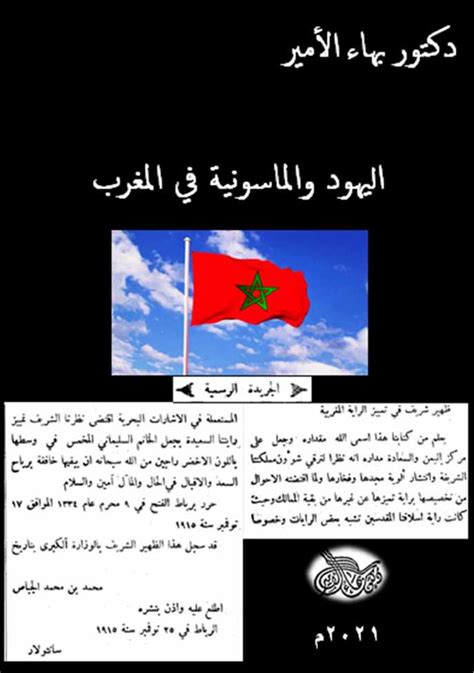 دكتور بهاء الأمير
اليهود والماسونية في المغرب
الجريدة الرسمية
ظهير شريف في تمييز الراية المغربية
يعلم من كتابنا هذا اسمى الله مقداره وجعل على
مركز اليمن والسعادة مداره انه نظرا لترقي شؤون مملكتنا
الشريفة وانتشار ألوية مجدها وفخارها ولما اقتضته الاحوال
من تخصيصها براية تميزها عن غيرها من بقية الممالك وحيث
كانت راية اسلافنا المقدسين تشبه بعض الرايات وخصوصا
المستعملة في الاشارات البحرية اقتضى نظرنا الشريف تمييز
رايتنا السعيدة بجعل الخاتم السليماني المخمس في وسطها
باللون الاخضر راجين من الله سبحانه ان يبقيها خافقة برياح
السعد والاقبال في الحال والمآل آمين والسلام
حرر برباط الفتح في ٩ محرم عام ١٣٣٤ الموافق ١٧
نوفبر سنة ١٩١٥
قد سجل هذا الظهير الشريف بالوزارة الكبرى بتاريخ
محمد بن محمد الجباص
اطلع عليه واذن بنشره
الرباط في ٢٥ نوفبر سنة ١٩١٥
سانتولار
٢٠٢١م